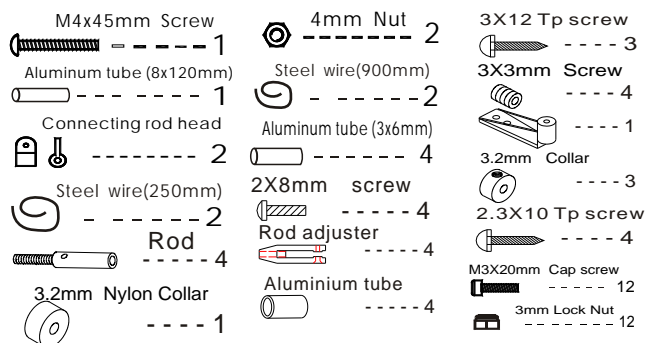 M4x45mm Screw
1
Aluminum tube (8x120mm)
1
Connecting rod head
2
Steel wire(250mm)
2
Rod
4
3.2mm Nylon Collar
1
4mm Nut
2
Steel wire(900mm)
2
Aluminum tube (3x6mm)
4
2X8mm screw
4
Rod adjuster
4
Aluminium tube
4
3X12 Tp screw
3
3X3mm Screw
4
1
3.2mm Collar
3
2.3X10 Tp screw
4
M3X20mm Cap screw
12
3mm Lock Nut
12